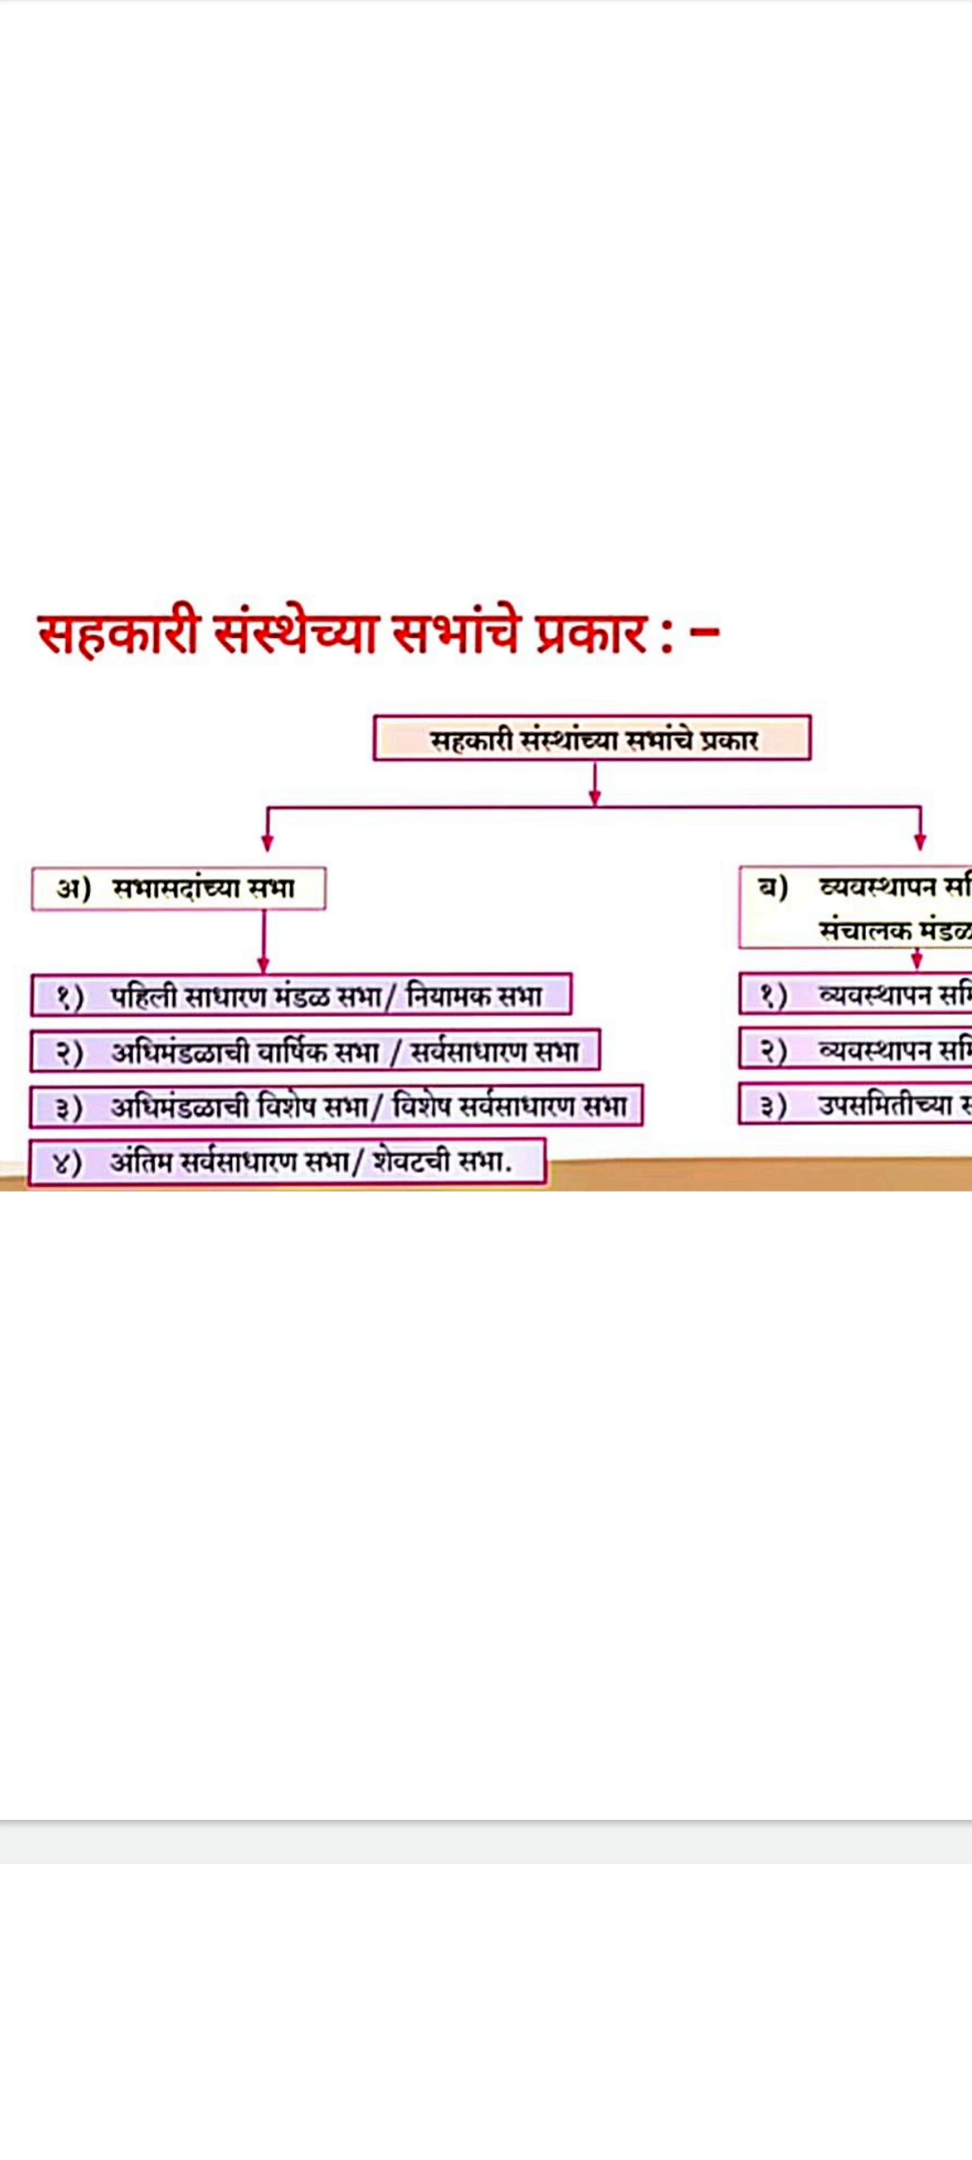 सहकारी संस्थेच्या सभांचे प्रकार : –
सहकारी संस्थांच्या सभांचे प्रकार
अ) सभासदांच्या सभा
१) पहिली साधारण मंडळ सभा/ नियामक सभा
२) अधिमंडळाची वार्षिक सभा / सर्वसाधारण सभा
३) अधिमंडळाची विशेष सभा/ विशेष सर्वसाधारण सभा
४) अंतिम सर्वसाधारण सभा/ शेवटची सभा.
ब) व्यवस्थापन
संचालक मंडळ
१) व्यवस्थापन
२) व्यवस्थापन
३) उपसमितीच्या